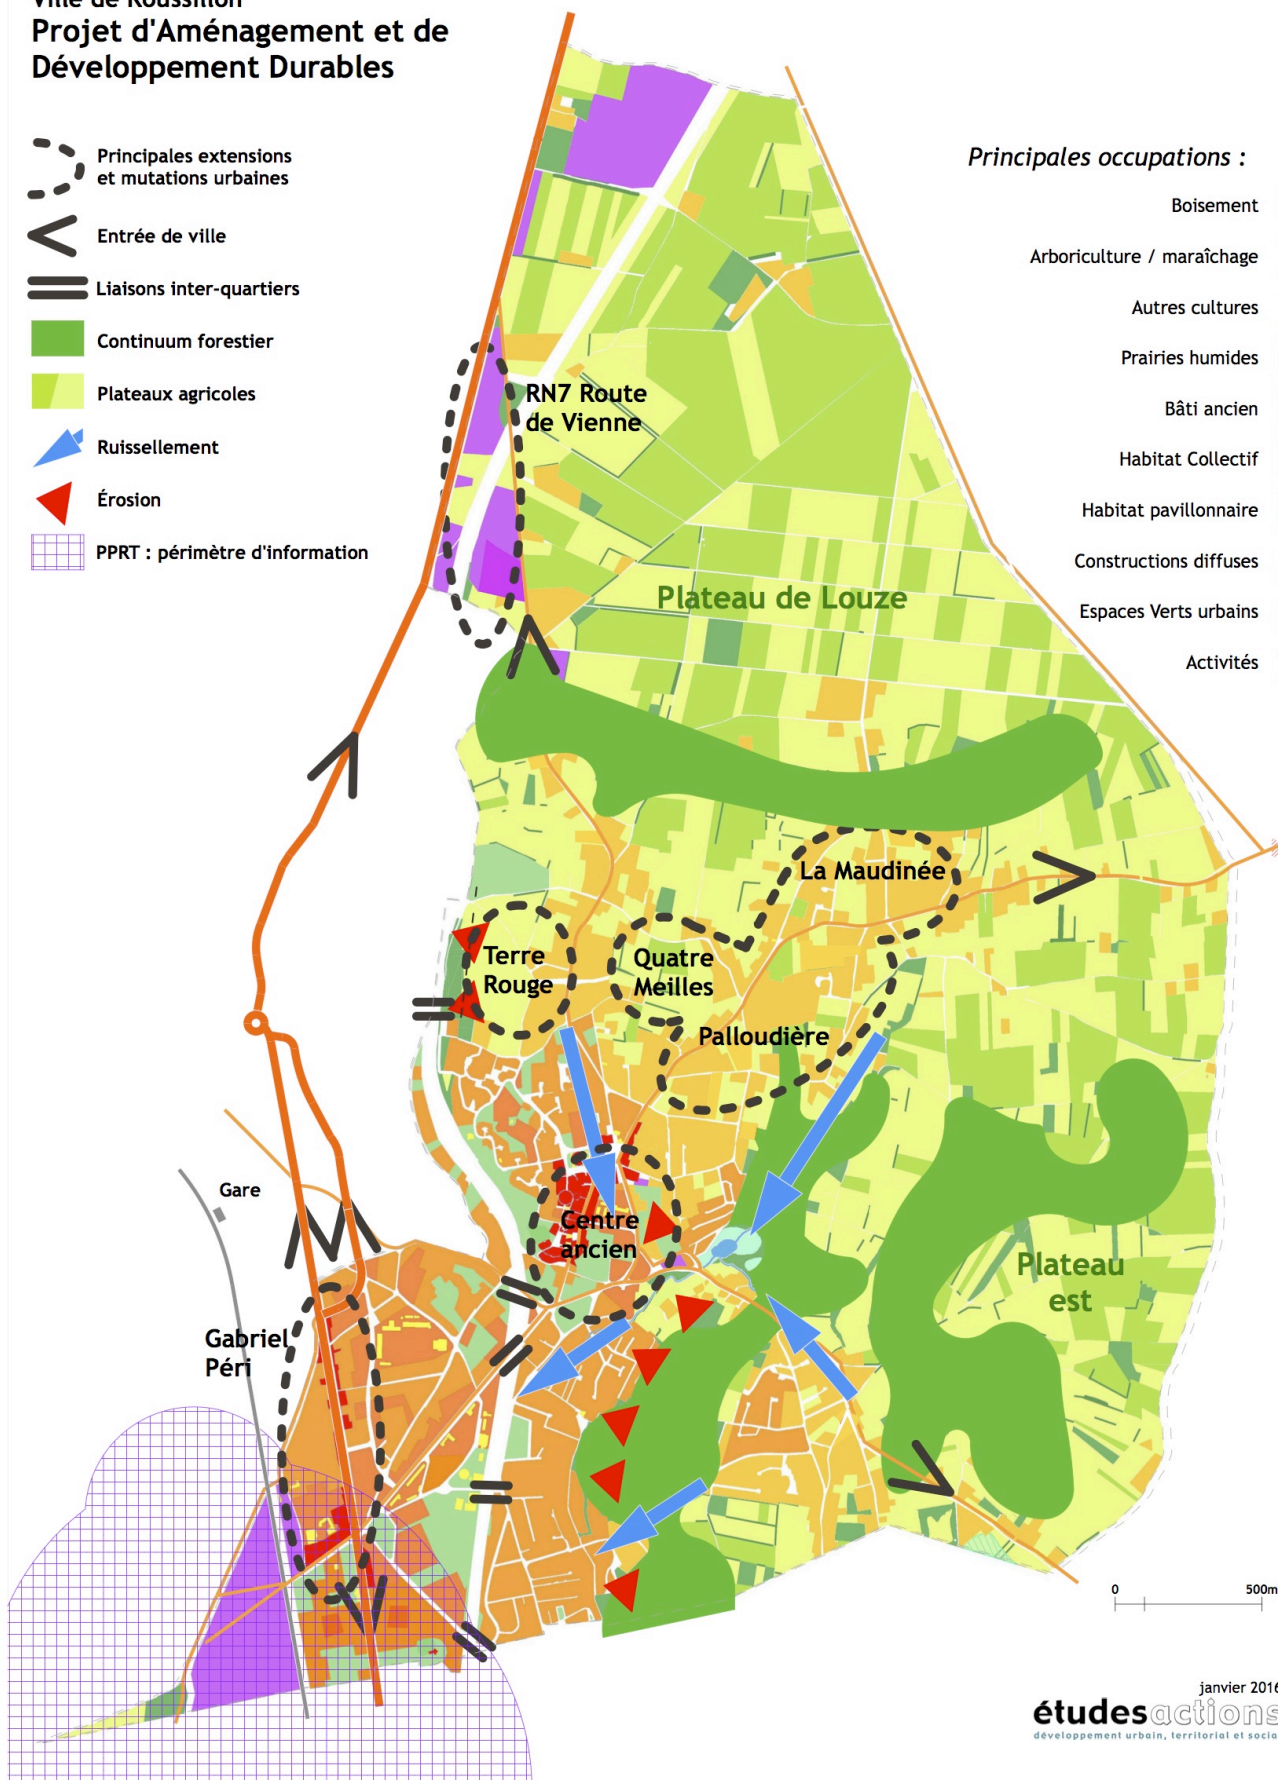 Ville de Roussillon
Projet d'Aménagement et de
Développement Durables
Principales extensions
et mutations urbaines
Entrée de ville
Liaisons inter-quartiers
Continuum forestier
Plateaux agricoles
Ruissellement
Érosion
PPRT : périmètre d'information
Principales occupations :
Boisement
Arboriculture / maraîchage
Autres cultures
Prairies humides
Bâti ancien
Habitat Collectif
Habitat pavillonnaire
Constructions diffuses
Espaces Verts urbains
Activités
RN7 Route
de Vienne
Plateau de Louze
La Maudinée
Terre
Rouge
Quatre
Meilles
Palloudière
Gare
Centre
ancien
Plateau
est
Gabriel
Péri
0 500m
janvier 2016
étudesactions
développement urbain, territorial et socia